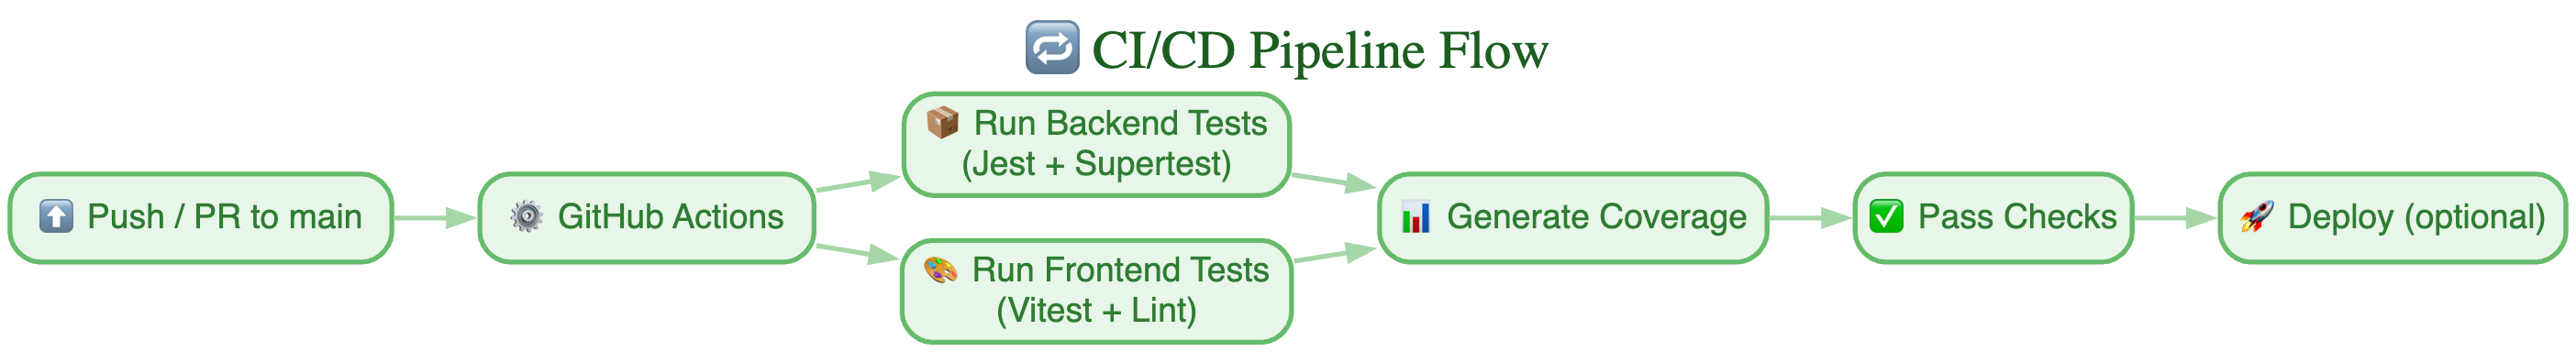 🔁 CI/CD Pipeline Flow
⬆️ Push / PR to main
⚙️ GitHub Actions
📦 Run Backend Tests
(Jest + Supertest)
🎨 Run Frontend Tests
(Vitest + Lint)
📊 Generate Coverage
✅ Pass Checks
🚀 Deploy (optional)